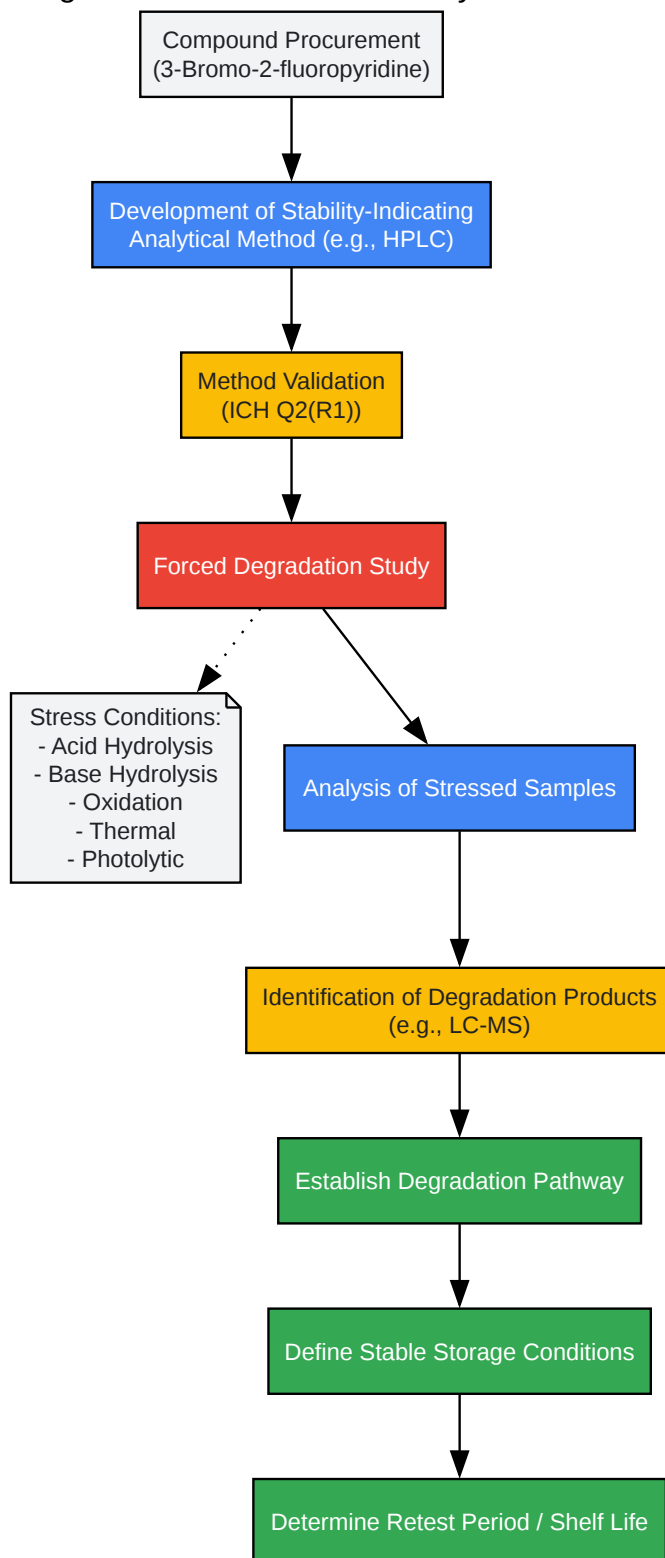 Compound Procurement
(3-Bromo-2-fluoropyridine)
Development of Stability-Indicating
Analytical Method (e.g., HPLC)
Method Validation
(ICH Q2(R1))
Forced Degradation Study
Stress Conditions:
- Acid Hydrolysis
- Base Hydrolysis
- Oxidation
- Thermal
- Photolytic
Analysis of Stressed Samples
Identification of Degradation Products
(e.g., LC-MS)
Establish Degradation Pathway
Define Stable Storage Conditions
Determine Retest Period / Shelf Life